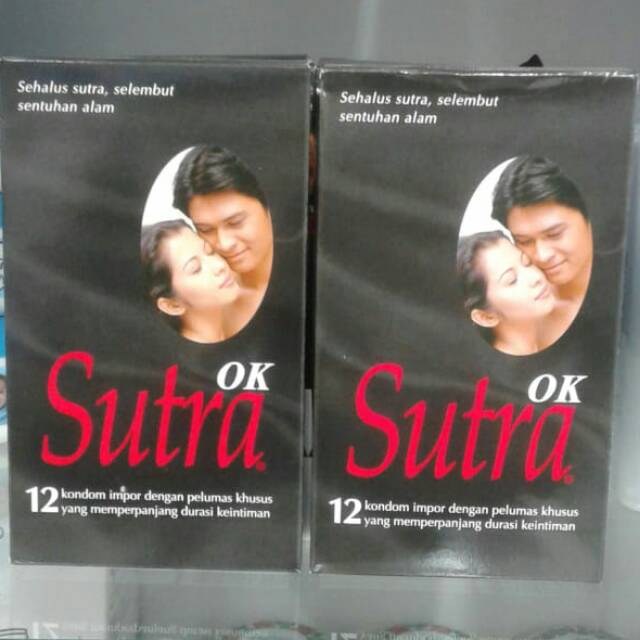 Sehalus sutra, selembut
sentuhan alam
OK
Sutra
12 kondom impor dengan pelumas khusus
yang memperpanjang durasi keintiman
Sehalus sutra, selembut
sentuhan alam
OK
Sutra
12 kondom impor dengan pelumas khusus
yang memperpanjang durasi keintiman